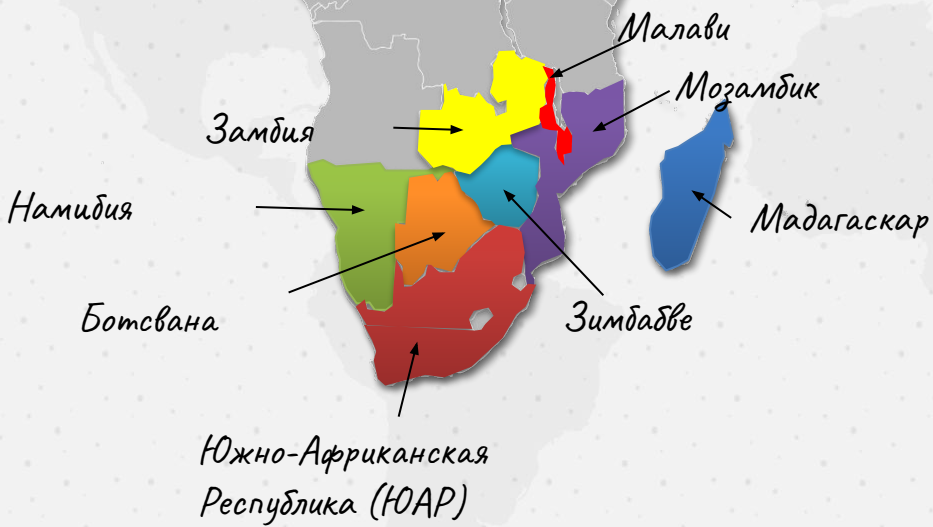 Малави
Мозамбик
Замбия
Намибия
Мадагаскар
Ботсвана
Зимбабве
Южно-Африканская
Республика (ЮАР)